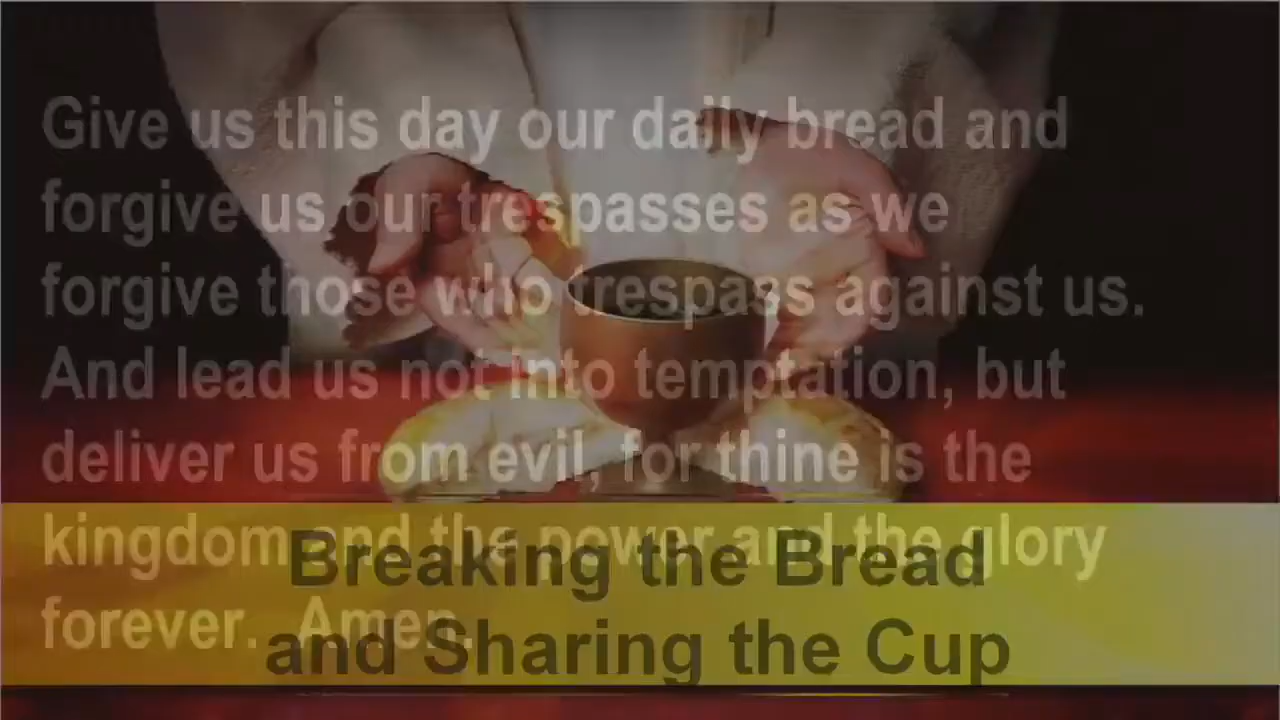 Give us this day our daily bread and
forgive us our trespasses as we
forgive those who trespass against us.
And lead us not into temptation, but
deliver us from evil, for thine is the
kingdom and the power and the glory
forever. Amen.
Breaking the Bread
and Sharing the Cup